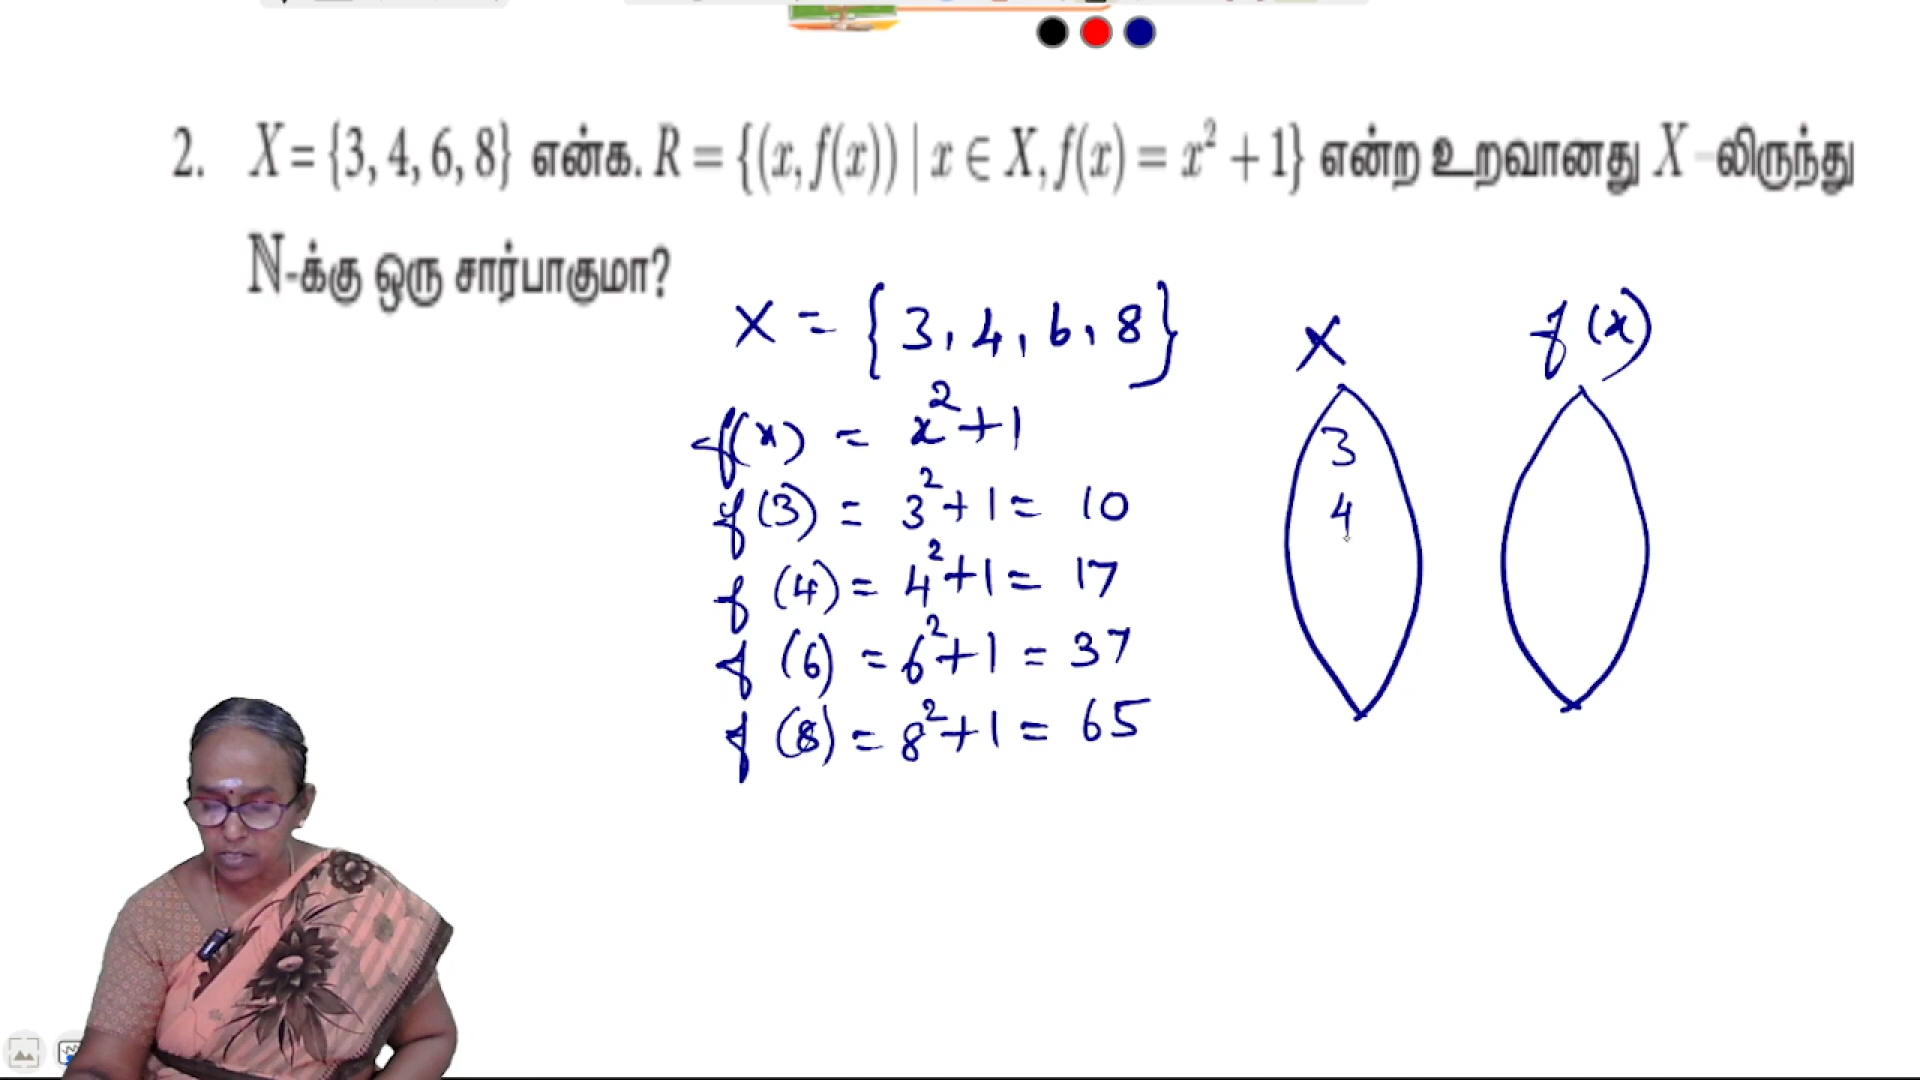 2. X = {3, 4, 6, 8} என்க. R = {(x, f(x)) | x ∈ X, f(x) = x² + 1} என்ற உறவானது X -லிருந்து
ℕ-க்கு ஒரு சார்பாகுமா?
X = {3, 4, 6, 8}
f(x) = x² + 1
f(3) = 3² + 1 = 10
f(4) = 4² + 1 = 17
f(6) = 6² + 1 = 37
f(8) = 8² + 1 = 65
X f(x)
3
4